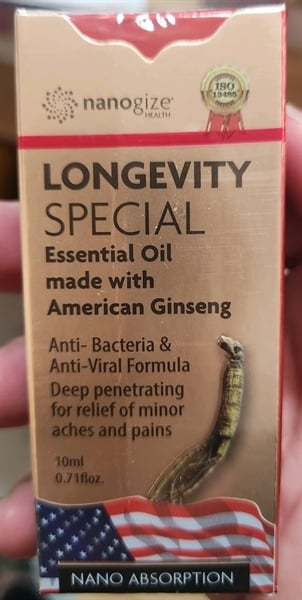 nanogize®
HEALTH
ISO
13485
LONGEVITY
SPECIAL
Essential Oil
made with
American Ginseng
Anti- Bacteria &
Anti-Viral Formula
Deep penetrating
for relief of minor
aches and pains
10ml
0.71floz.
NANO ABSORPTION